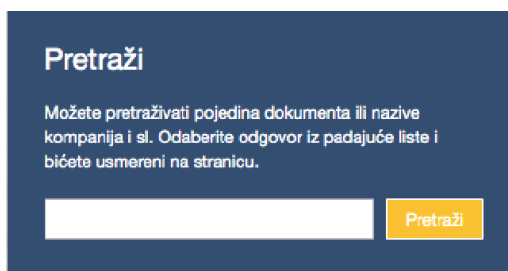 Pretraži
Možete pretraživati pojedina dokumenta ili nazive
kompanija i sl. Odaberite odgovor iz padajuće liste i
bićete usmereni na stranicu.
Pretraži